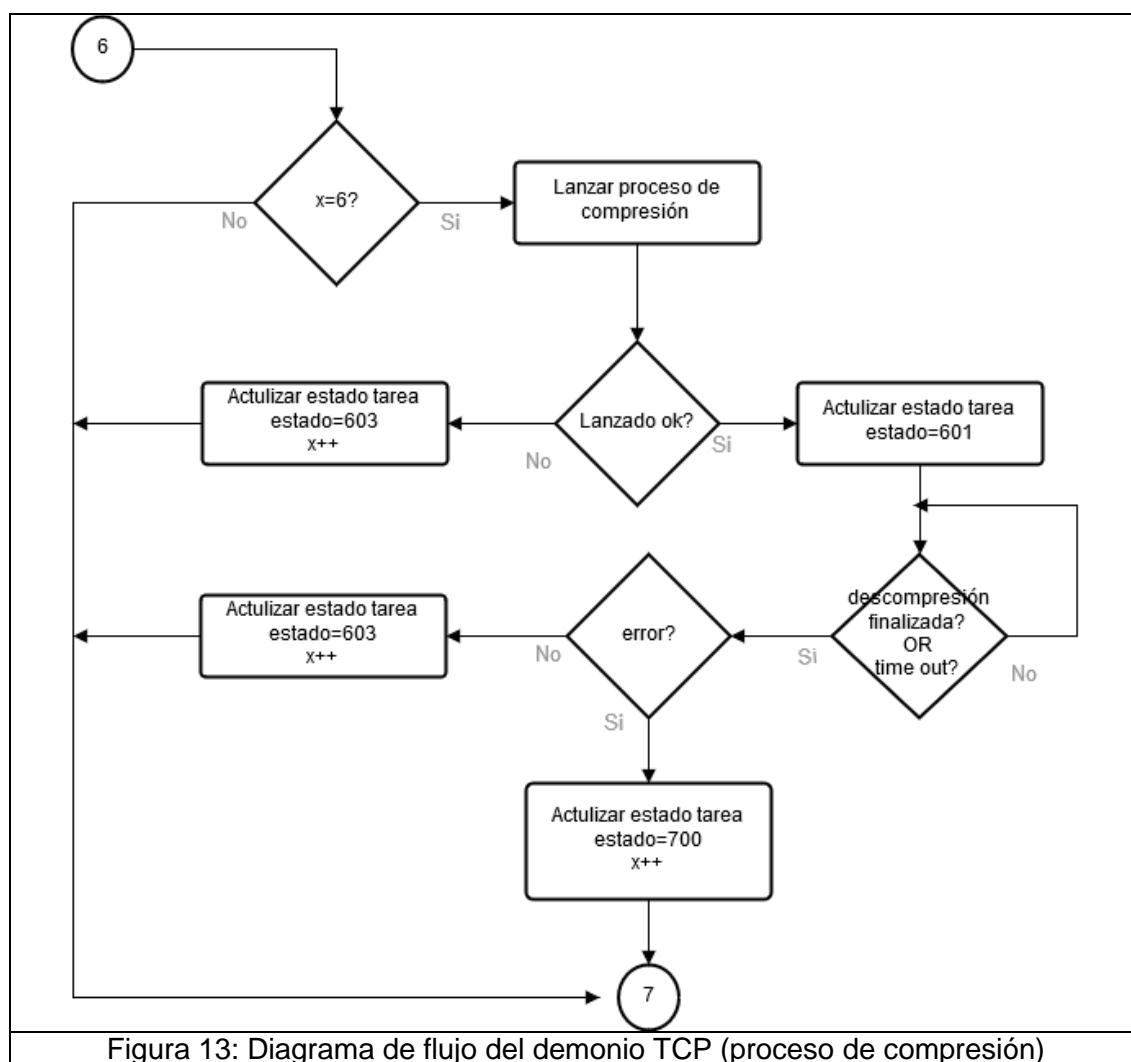 6
x=6?
No
Si
Lanzar proceso de
compresión
Lanzado ok?
No
Si
Actulizar estado tarea
estado=603
x++
Actulizar estado tarea
estado=601
descompresión
finalizada?
OR
time out?
No
Si
error?
No
Si
Actulizar estado tarea
estado=603
x++
Actulizar estado tarea
estado=700
x++
7
Figura 13: Diagrama de flujo del demonio TCP (proceso de compresión)